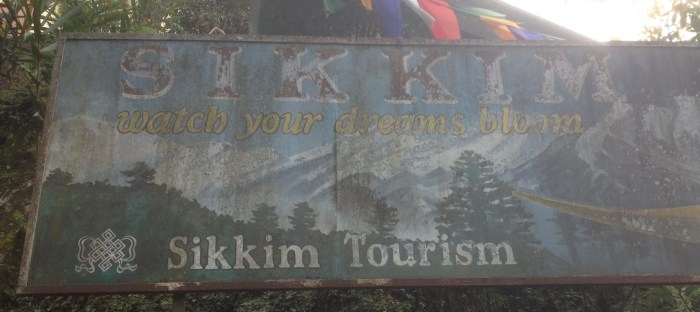 SIKKIM
watch your dreams bloom
Sikkim Tourism